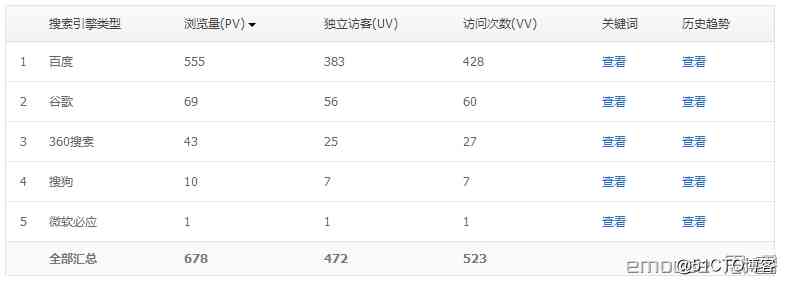 搜索引擎类型 浏览量(PV) 独立访客(UV) 访问次数(VV) 关键词 历史趋势
1 百度 555 383 428 查看 查看
2 谷歌 69 56 60 查看 查看
3 360搜索 43 25 27 查看 查看
4 搜狗 10 7 7 查看 查看
5 微软必应 1 1 1 查看 查看
全部汇总 678 472 523
@51CTO博客